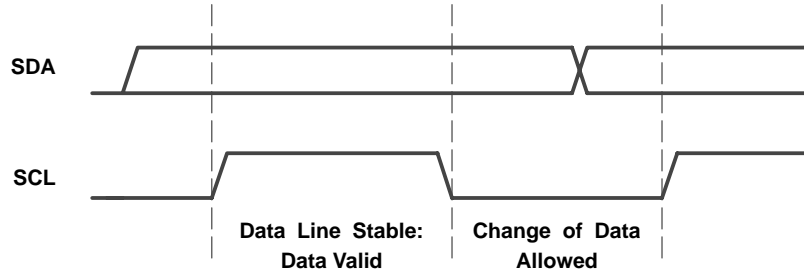 SDA
SCL
Data Line Stable:
Data Valid
Change of Data
Allowed